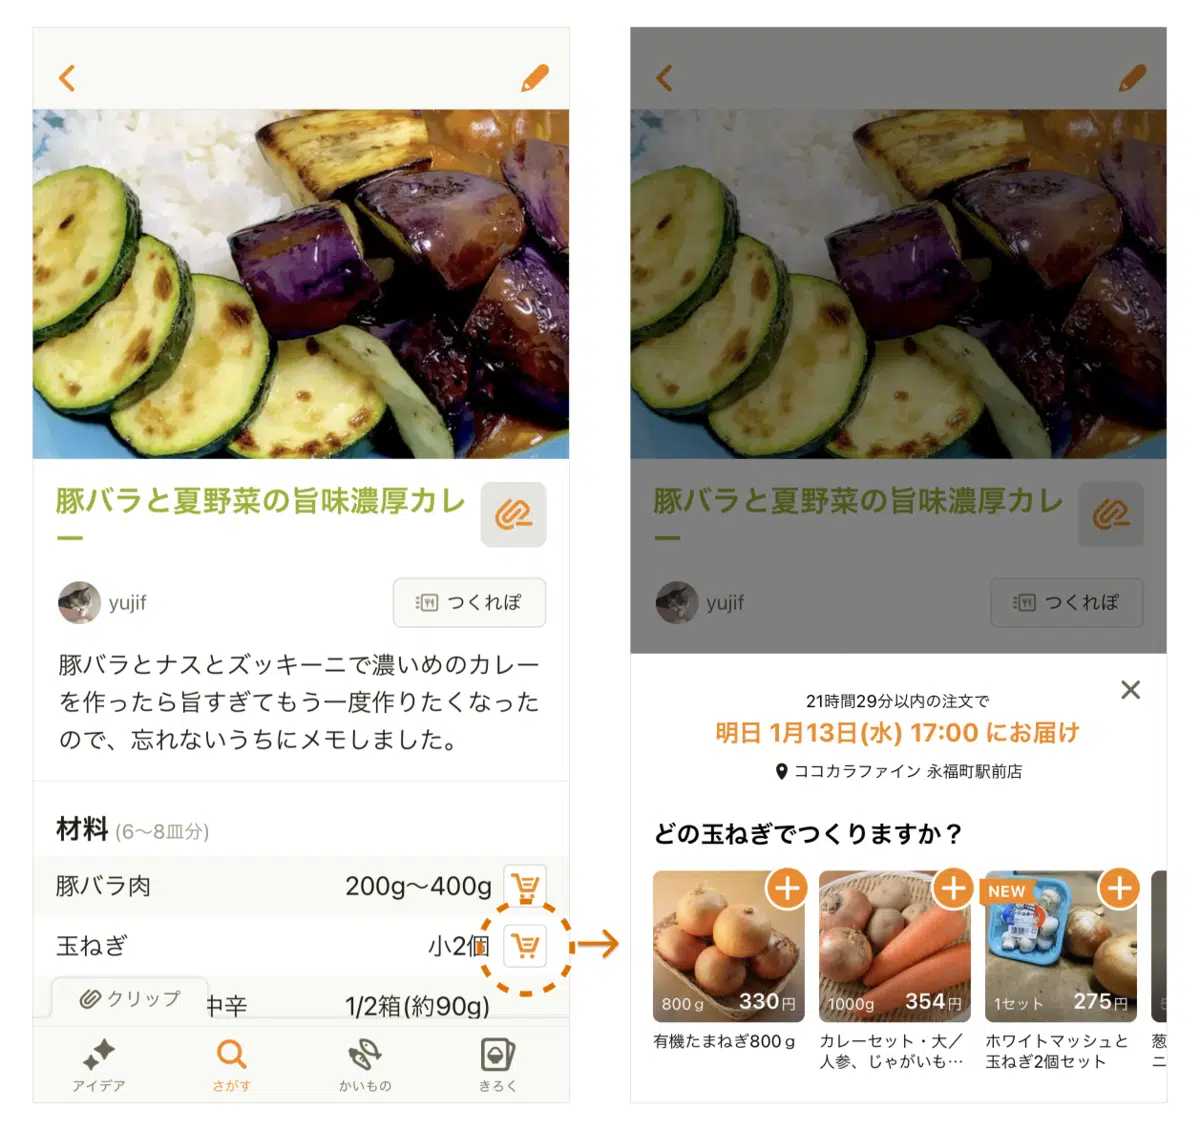 豚バラと夏野菜の旨味濃厚カレ
ー
yujif
つくれぽ
豚バラとナスとズッキーニで濃いめのカレー
を作ったら旨すぎてもう一度作りたくなった
ので、忘れないうちにメモしました。
材料 (6〜8皿分)
豚バラ肉 200g〜400g
玉ねぎ 小2個
クリップ
中辛 1/2箱(約90g)
アイデア
さがす
かいもの
きろく
豚バラと夏野菜の旨味濃厚カレ
ー
yujif
つくれぽ
21時間29分以内の注文で
明日 1月13日(水) 17:00 にお届け
ココカラファイン 永福町駅前店
どの玉ねぎでつくりますか？
800g 330円
有機たまねぎ800g
1000g 354円
カレーセット・大／
人参、じゃがいも…
NEW
1セット 275円
ホワイトマッシュと
玉ねぎ2個セット
葱
ニ